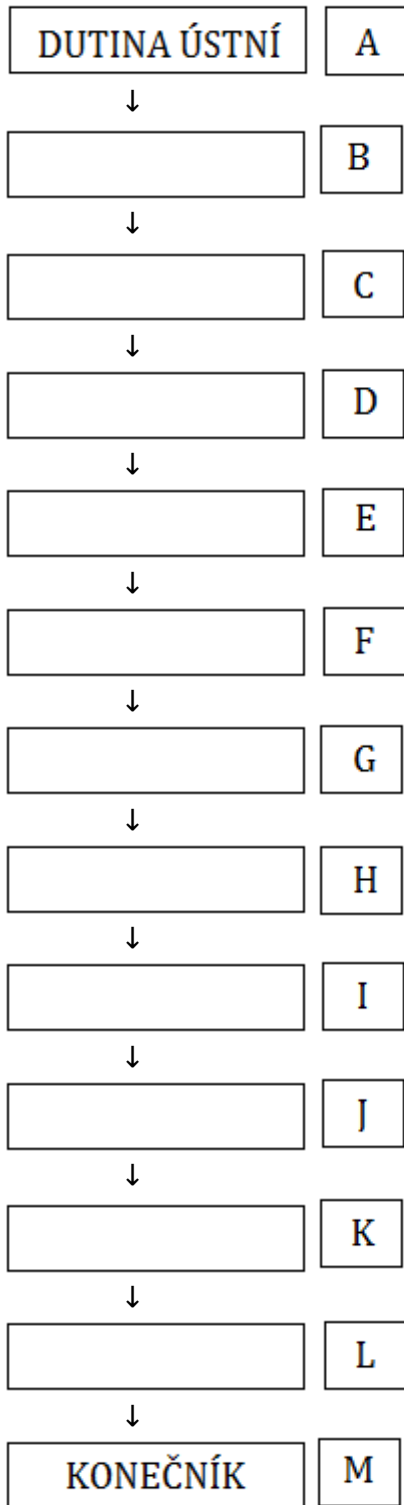 DUTINA ÚSTNÍ A
↓
B
↓
C
↓
D
↓
E
↓
F
↓
G
↓
H
↓
I
↓
J
↓
K
↓
L
↓
KONEČNÍK M